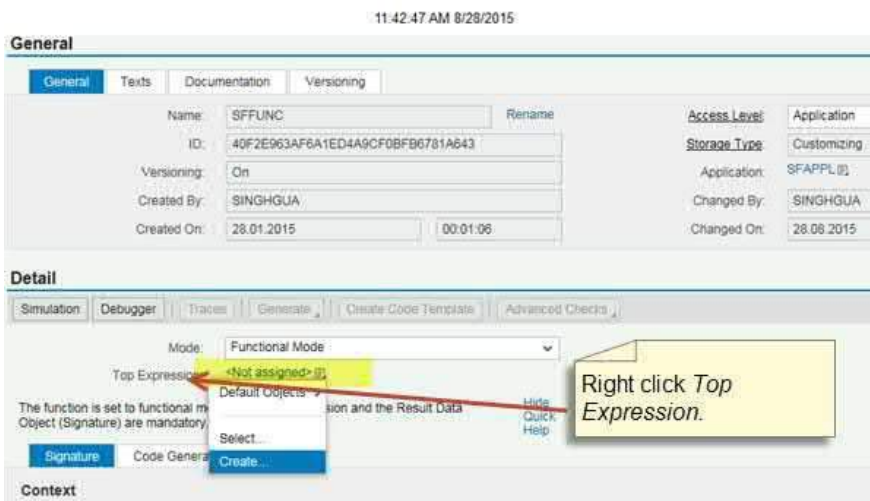 11:42:47 AM 8/28/2015
General
General Texts Documentation Versioning
Name: SFFUNC Rename Access Level: Application
ID: 40F2E963AF6A1ED4A9CF0BFB6781A643 Storage Type: Customizing
Versioning: On Application: SFAPPL
Created By: SINGHGUA Changed By: SINGHGUA
Created On: 28.01.2015 00:01:06 Changed On: 28.08.2015
Detail
Simulation Debugger Traces Generate Create Code Template Advanced Checks
Mode: Functional Mode
Top Expression: <Not assigned>
Default Objects
Select...
Create...
The function is set to functional m sion and the Result Data
Object (Signature) are mandatory.
Hide
Quick
Help
Right click Top
Expression.
Signature Code Genera
Context